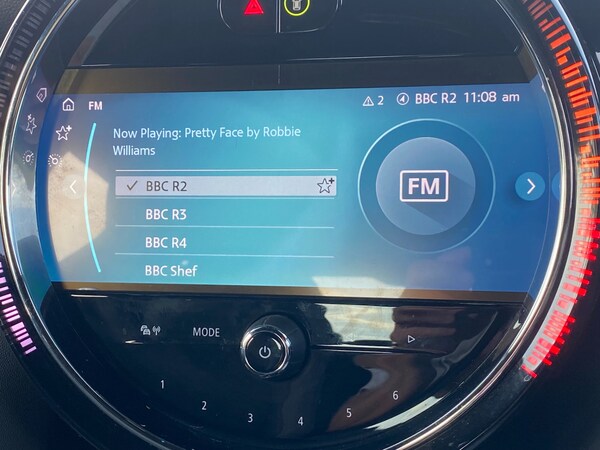 FM
2 BBC R2 11:08 am
Now Playing: Pretty Face by Robbie
Williams
BBC R2
FM
BBC R3
BBC R4
BBC Shef
MODE
1
2
3
4
5
6